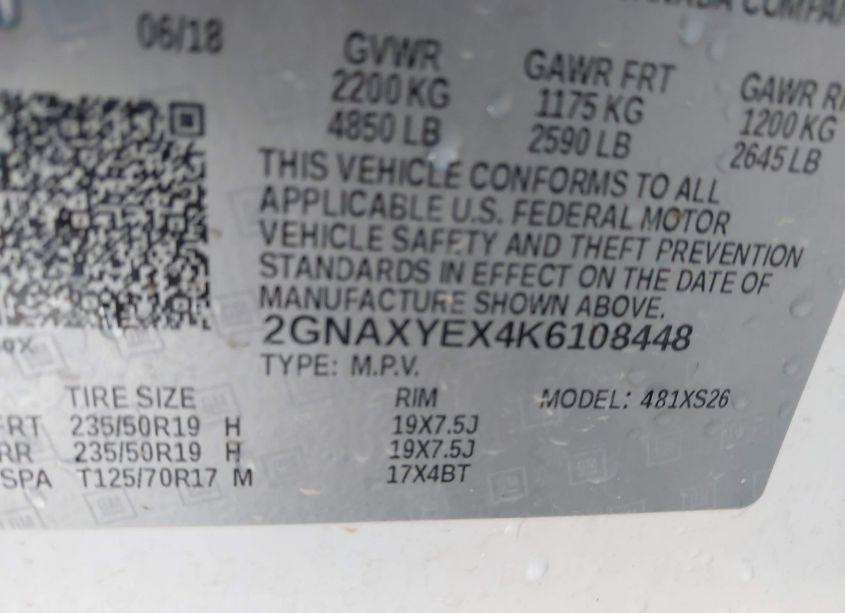 COMPA
06/18
GVWR GAWR FRT GAWR
2200 KG 1175 KG 1200 KG
4850 LB 2590 LB 2645 LB
THIS VEHICLE CONFORMS TO ALL
APPLICABLE U.S. FEDERAL MOTOR
VEHICLE SAFETY AND THEFT PREVENTION
STANDARDS IN EFFECT ON THE DATE OF
MANUFACTURE SHOWN ABOVE.
2GNAXYEX4K6108448
TYPE: M.P.V.
TIRE SIZE RIM MODEL: 481XS26
FRT 235/50R19 H 19X7.5J
RR 235/50R19 H 19X7.5J
SPA T125/70R17 M 17X4BT